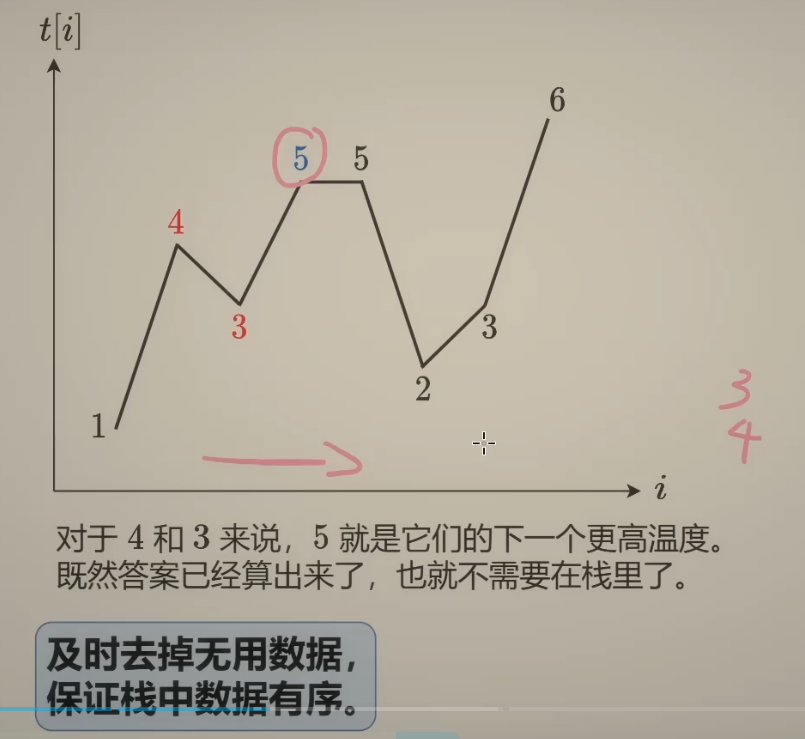 t[i]
6
5 5
4
3 3
2
1
3
4
i
对于 4 和 3 来说，5 就是它们的下一个更高温度。
既然答案已经算出来了，也就不需要在栈里了。
及时去掉无用数据，
保证栈中数据有序。